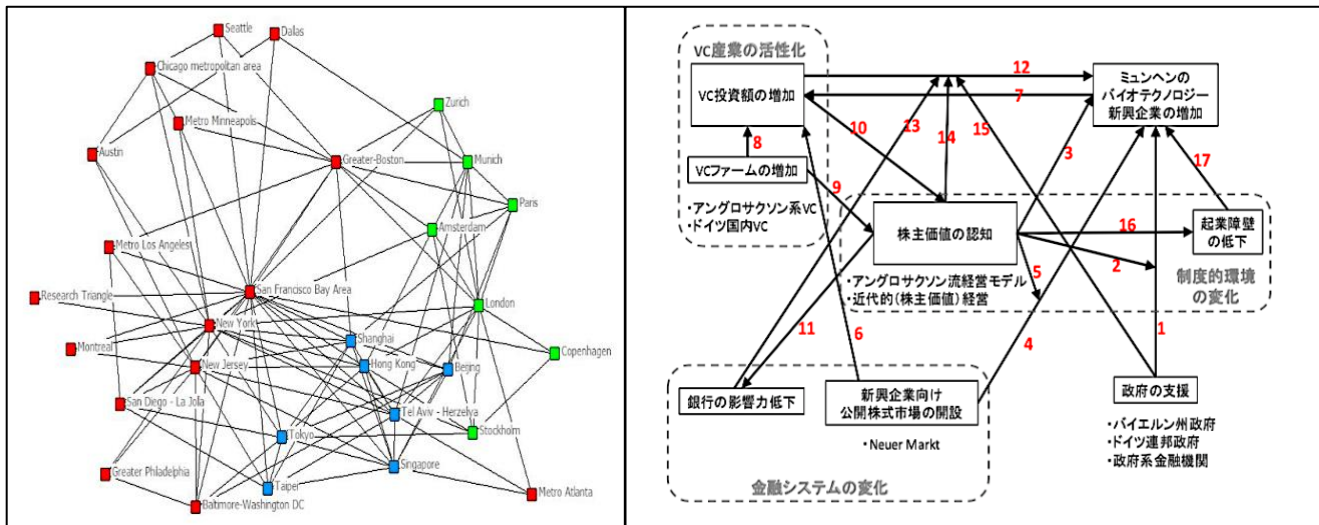 Seattle
Dallas
Chicago metropolitan area
Zurich
Metro Minneapolis
Austin
Greater-Boston
Munich
Paris
Amsterdam
Metro Los Angeles
San Francisco Bay Area
Research Triangle
London
New York
Shanghai
Montreal
Copenhagen
New Jersey
Hong Kong
Beijing
San Diego - La Jolla
Tel Aviv - Herzelya
Tokyo
Stockholm
Greater Philadelphia
Singapore
Taipei
Metro Atlanta
Baltimore-Washington DC
VC産業の活性化
VC投資額の増加
12
7
ミュンヘンの
バイオテクノロジー
新興企業の増加
10
13
14
15
8
3
17
VCファームの増加
9
・アングロサクソン系VC
・ドイツ国内VC
株主価値の認知
16
起業障壁
の低下
5
2
制度的環境
の変化
・アングロサクソン流経営モデル
・近代的(株主価値)経営
11
6
4
1
銀行の影響力低下
新興企業向け
公開株式市場の開設
政府の支援
・Neuer Markt
・バイエルン州政府
・ドイツ連邦政府
・政府系金融機関
金融システムの変化